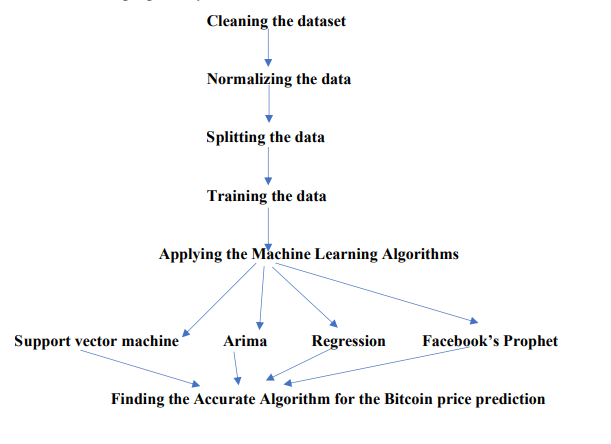 Cleaning the dataset
Normalizing the data
Splitting the data
Training the data
Applying the Machine Learning Algorithms
Support vector machine Arima Regression Facebook’s Prophet
Finding the Accurate Algorithm for the Bitcoin price prediction